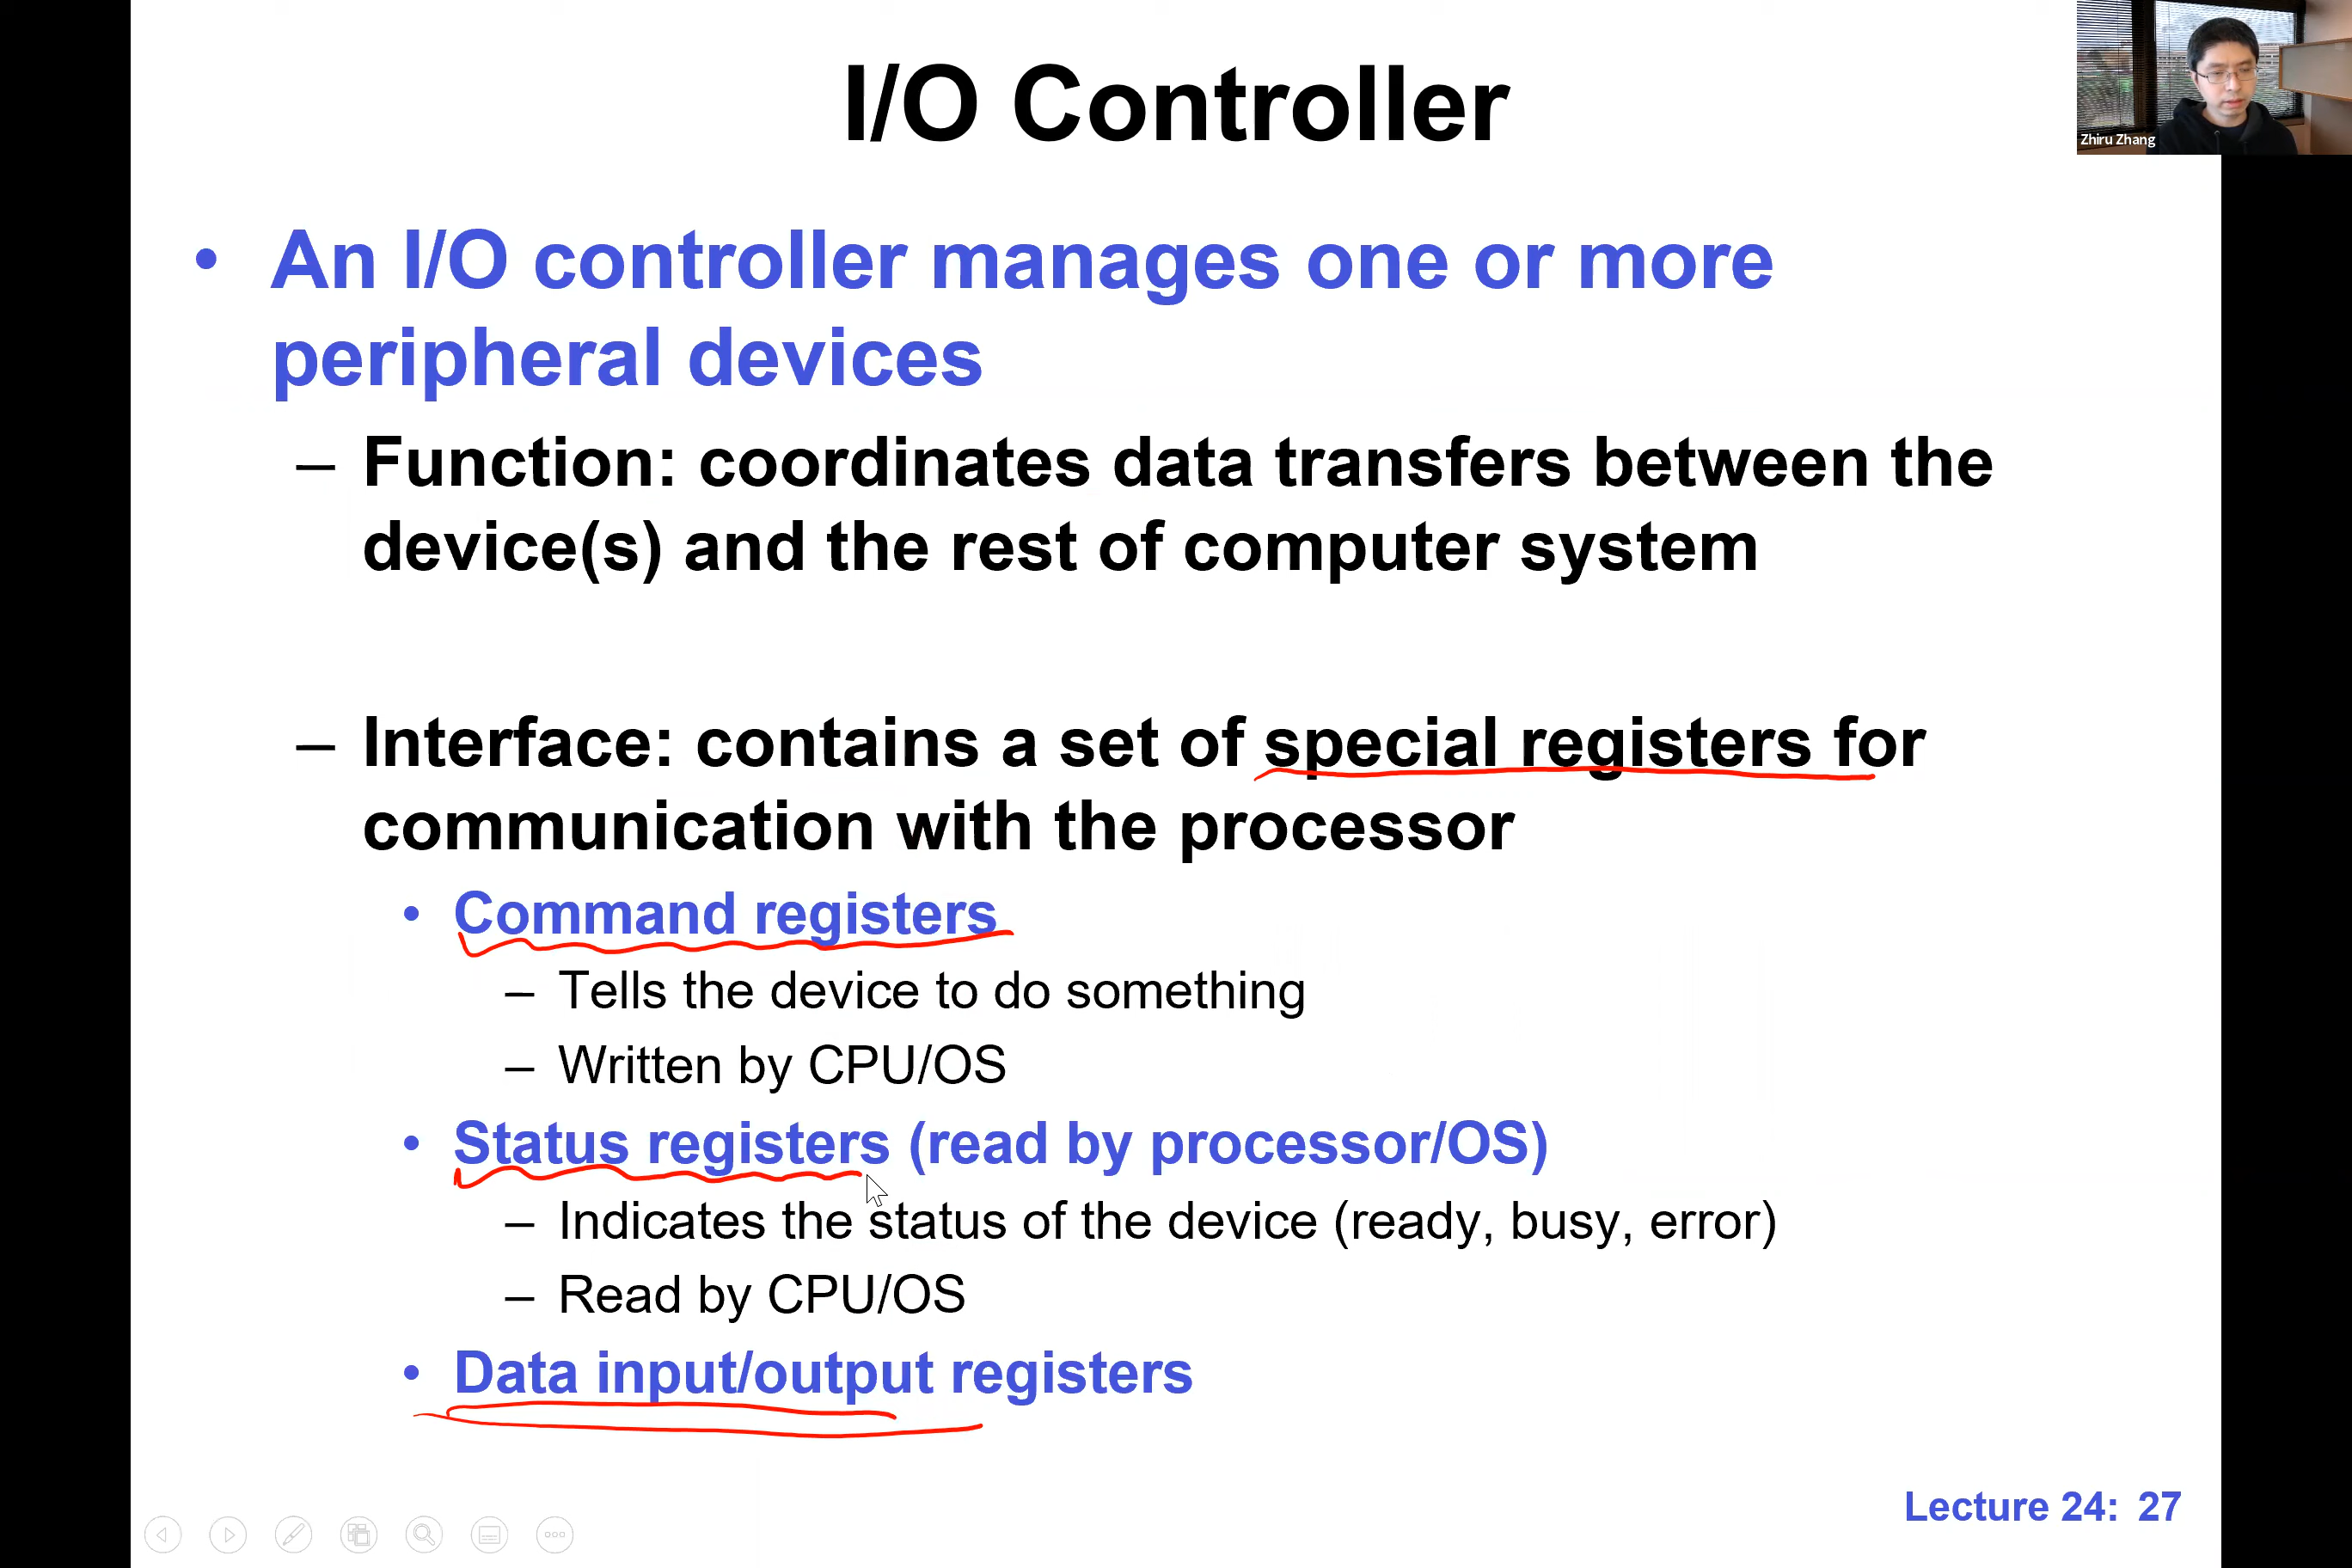 I/O Controller
Zhiru Zhang
• An I/O controller manages one or more
peripheral devices
– Function: coordinates data transfers between the
device(s) and the rest of computer system
– Interface: contains a set of special registers for
communication with the processor
• Command registers
– Tells the device to do something
– Written by CPU/OS
• Status registers (read by processor/OS)
– Indicates the status of the device (ready, busy, error)
– Read by CPU/OS
• Data input/output registers
Lecture 24: 27